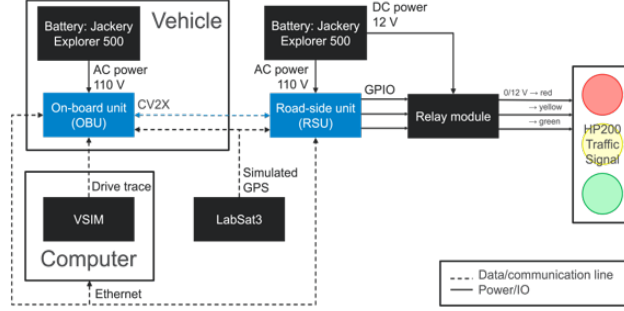 Vehicle
Battery: Jackery
Explorer 500
AC power
110 V
On-board unit
(OBU)
CV2X
Battery: Jackery
Explorer 500
DC power
12 V
AC power
110 V
Road-side unit
(RSU)
GPIO
Relay module
0/12 V → red
→ yellow
→ green
HP200
Traffic
Signal
Drive trace
VSIM
Computer
Simulated
GPS
LabSat3
Ethernet
Data/communication line
Power/IO